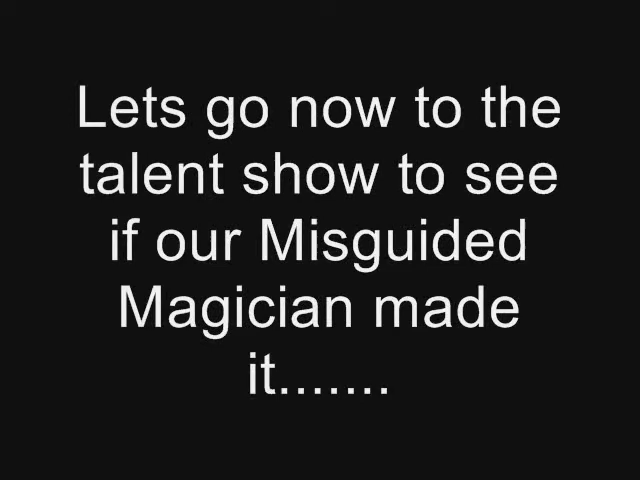 Lets go now to the
talent show to see
if our Misguided
Magician made
it.......